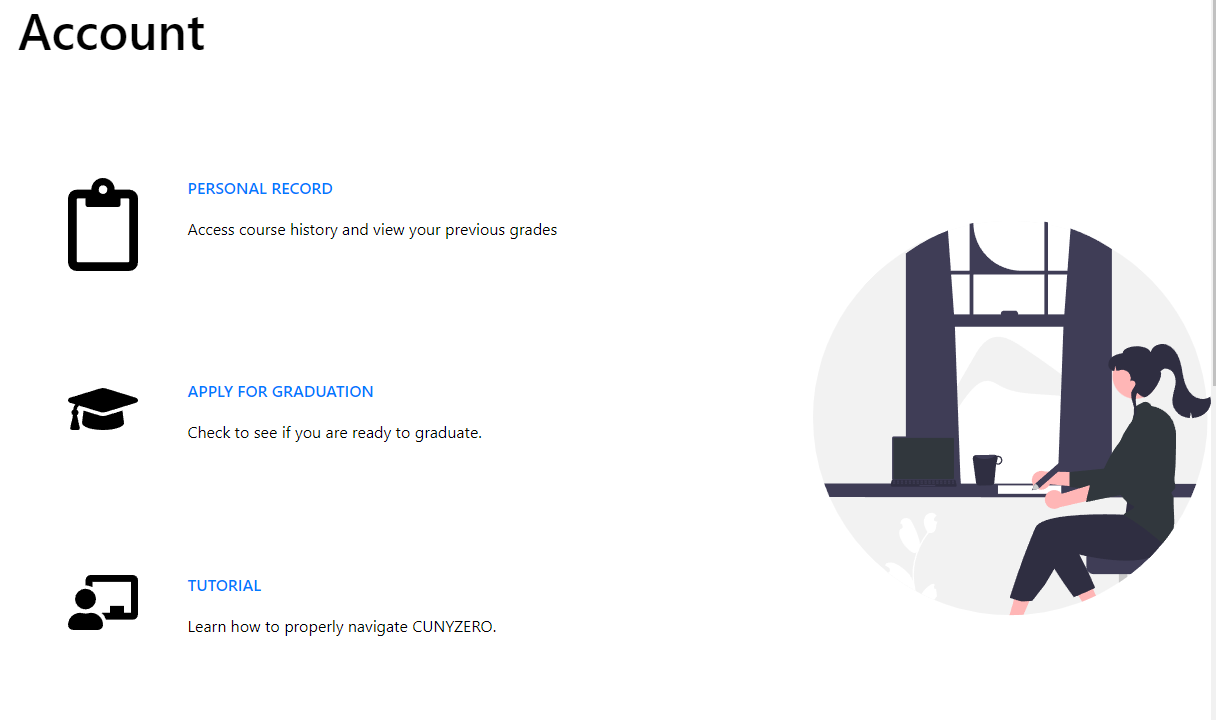 Account
PERSONAL RECORD
Access course history and view your previous grades
APPLY FOR GRADUATION
Check to see if you are ready to graduate.
TUTORIAL
Learn how to properly navigate CUNYZERO.